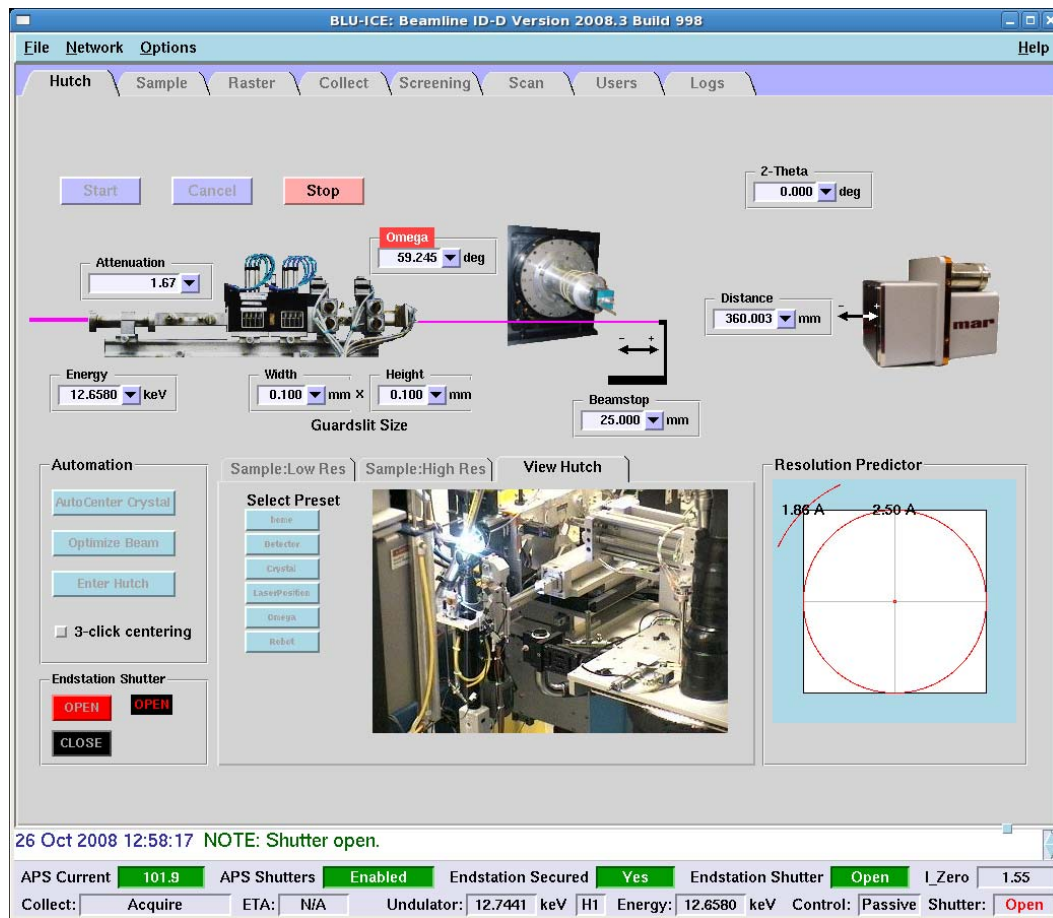 BLU-ICE: Beamline ID-D Version 2008.3 Build 998
File Network Options Help
Hutch Sample Raster Collect Screening Scan Users Logs
Start Cancel Stop
2-Theta
0.000 deg
Omega
59.245 deg
Attenuation
1.67
Distance
360.003 mm
- +
mar
- +
Energy
12.6580 keV
Width Height
0.100 mm X 0.100 mm
Guardslit Size
Beamstop
25.000 mm
Automation
AutoCenter Crystal
Optimize Beam
Enter Hutch
3-click centering
Endstation Shutter
OPEN OPEN
CLOSE
Sample:Low Res Sample:High Res View Hutch
Select Preset
home
Detector
Crystal
LaserPosition
Omega
Robot
Resolution Predictor
1.86 A 2.50 A
26 Oct 2008 12:58:17 NOTE: Shutter open.
APS Current 101.9 APS Shutters Enabled Endstation Secured Yes Endstation Shutter Open I_Zero 1.55
Collect: Acquire ETA: N/A Undulator: 12.7441 keV H1 Energy: 12.6580 keV Control: Passive Shutter: Open